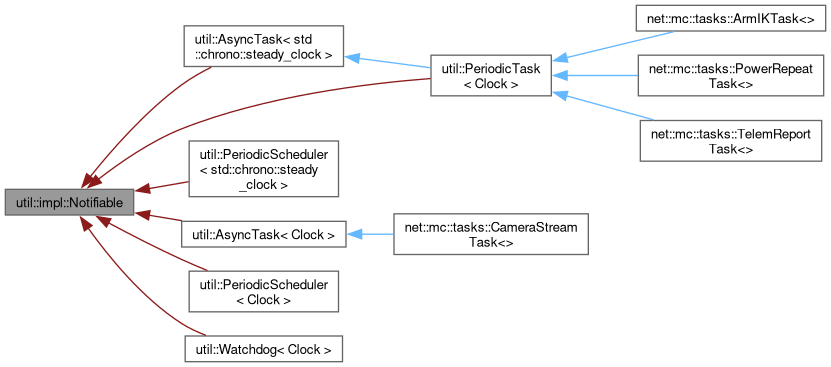 util::impl::Notifiable
util::AsyncTask< std
::chrono::steady_clock >
util::PeriodicTask
< Clock >
net::mc::tasks::ArmIKTask<>
net::mc::tasks::PowerRepeat
Task<>
net::mc::tasks::TelemReport
Task<>
util::PeriodicScheduler
< std::chrono::steady
_clock >
util::AsyncTask< Clock >
net::mc::tasks::CameraStream
Task<>
util::PeriodicScheduler
< Clock >
util::Watchdog< Clock >